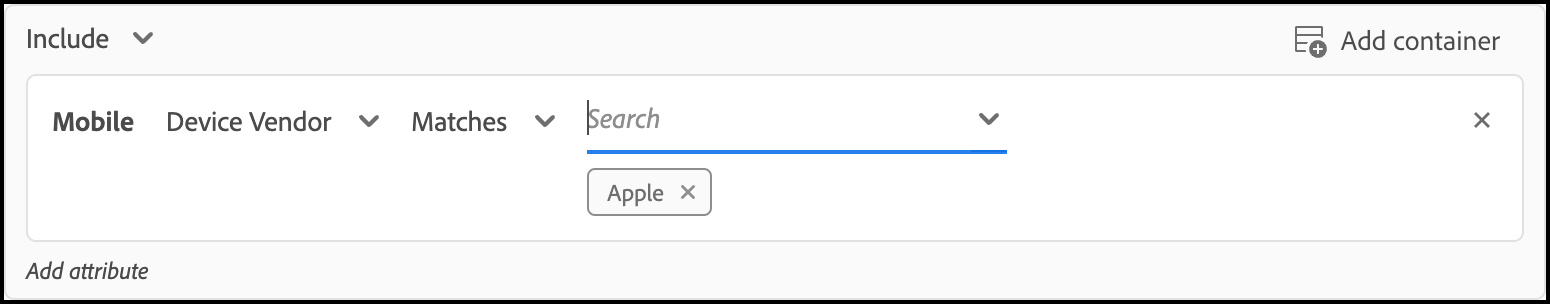 Include
Add container
Mobile Device Vendor Matches Search
Apple
Add attribute